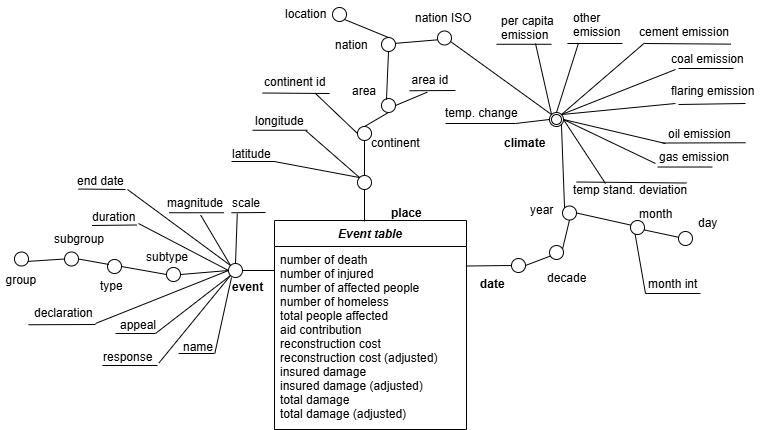 location
nation ISO
per capita
emission
other
emission
cement emission
nation
coal emission
continent id
area
area id
flaring emission
longitude
temp. change
climate
oil emission
continent
latitude
gas emission
end date
temp stand. deviation
magnitude
scale
place
year
month
duration
day
subgroup
Event table
subtype
group
type
event
date
decade
month int
declaration
appeal
response
name
number of death
number of injured
number of affected people
number of homeless
total people affected
aid contribution
reconstruction cost
reconstruction cost (adjusted)
insured damage
insured damage (adjusted)
total damage
total damage (adjusted)